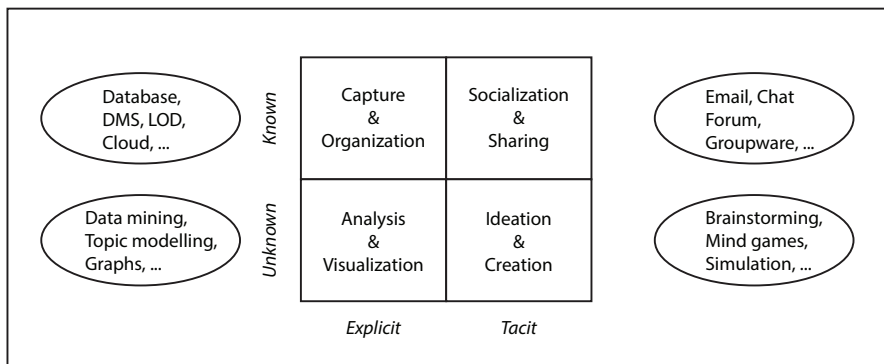 Database,
DMS, LOD,
Cloud, ...
Known
Capture
&
Organization
Socialization
&
Sharing
Email, Chat
Forum,
Groupware, ...
Data mining,
Topic modelling,
Graphs, ...
Unknown
Analysis
&
Visualization
Ideation
&
Creation
Brainstorming,
Mind games,
Simulation, ...
Explicit
Tacit